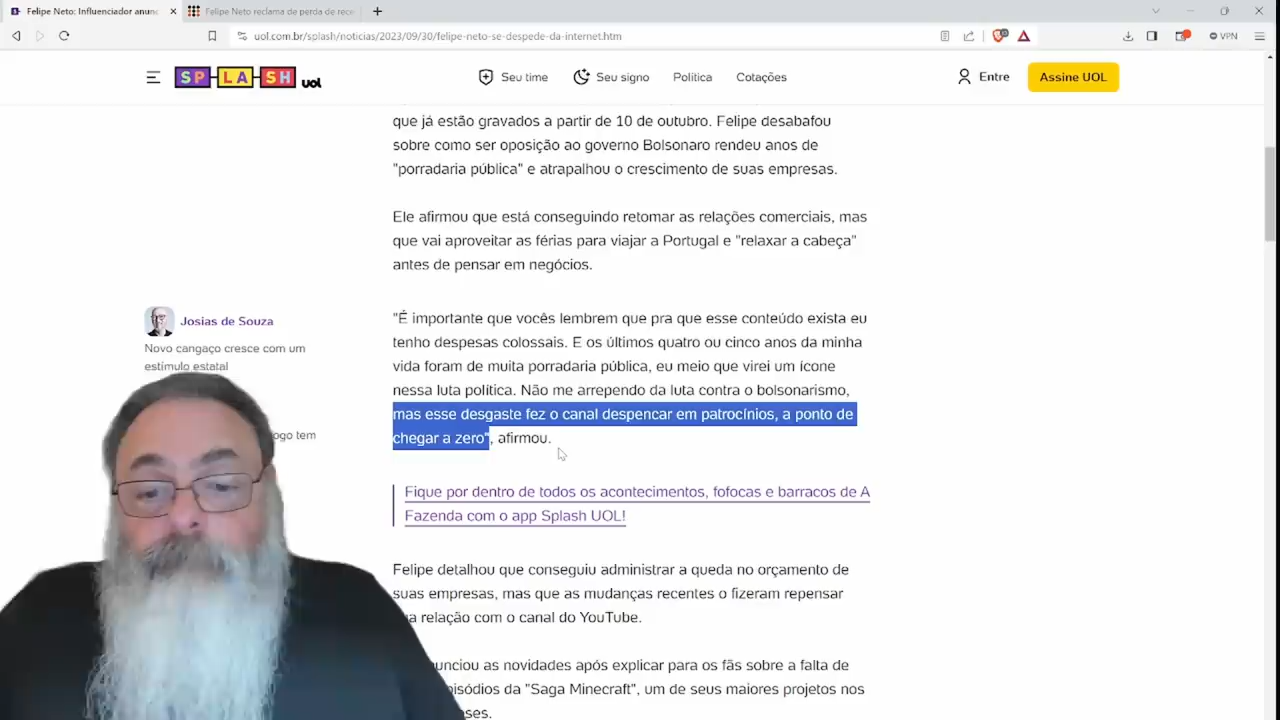 Felipe Neto: Influenciador anunc
Felipe Neto reclama de perda de rece
uol.com.br/splash/noticias/2023/09/30/felipe-neto-se-despede-da-internet.htm
VPN
SPLASH uol
Seu time
Seu signo
Política
Cotações
Entre
Assine UOL
que já estão gravados a partir de 10 de outubro. Felipe desabafou
sobre como ser oposição ao governo Bolsonaro rendeu anos de
"porradaria pública" e atrapalhou o crescimento de suas empresas.
Ele afirmou que está conseguindo retomar as relações comerciais, mas
que vai aproveitar as férias para viajar a Portugal e "relaxar a cabeça"
antes de pensar em negócios.
Josias de Souza
Novo cangaço cresce com um
estímulo estatal
ogo tem
"É importante que vocês lembrem que pra que esse conteúdo exista eu
tenho despesas colossais. E os últimos quatro ou cinco anos da minha
vida foram de muita porradaria pública, eu meio que virei um ícone
nessa luta política. Não me arrependo da luta contra o bolsonarismo,
mas esse desgaste fez o canal despencar em patrocínios, a ponto de
chegar a zero", afirmou.
Fique por dentro de todos os acontecimentos, fofocas e barracos de A
Fazenda com o app Splash UOL!
Felipe detalhou que conseguiu administrar a queda no orçamento de
suas empresas, mas que as mudanças recentes o fizeram repensar
a relação com o canal do YouTube.
unciou as novidades após explicar para os fãs sobre a falta de
pisódios da "Saga Minecraft", um de seus maiores projetos nos
ses.